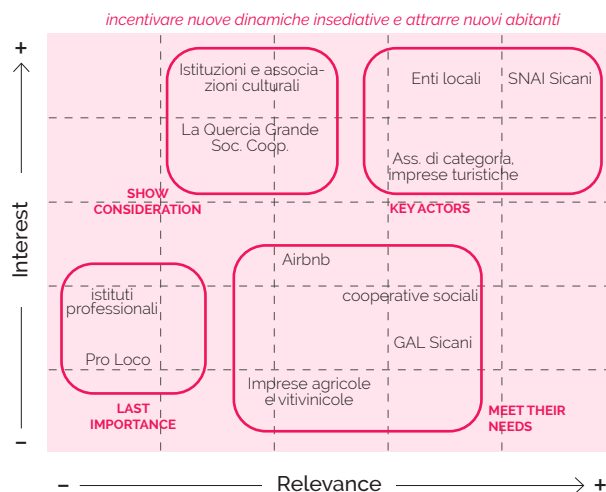 incentivare nuove dinamiche insediative e attrarre nuovi abitanti
+
Istituzioni e associa-
zioni culturali
Enti locali
SNAI Sicani
La Quercia Grande
Soc. Coop.
Ass. di categoria,
imprese turistiche
SHOW
CONSIDERATION
KEY ACTORS
Interest
Airbnb
istituti
professionali
cooperative sociali
GAL Sicani
Pro Loco
Imprese agricole
e vitivinicole
LAST
IMPORTANCE
MEET THEIR
NEEDS
–
– Relevance +